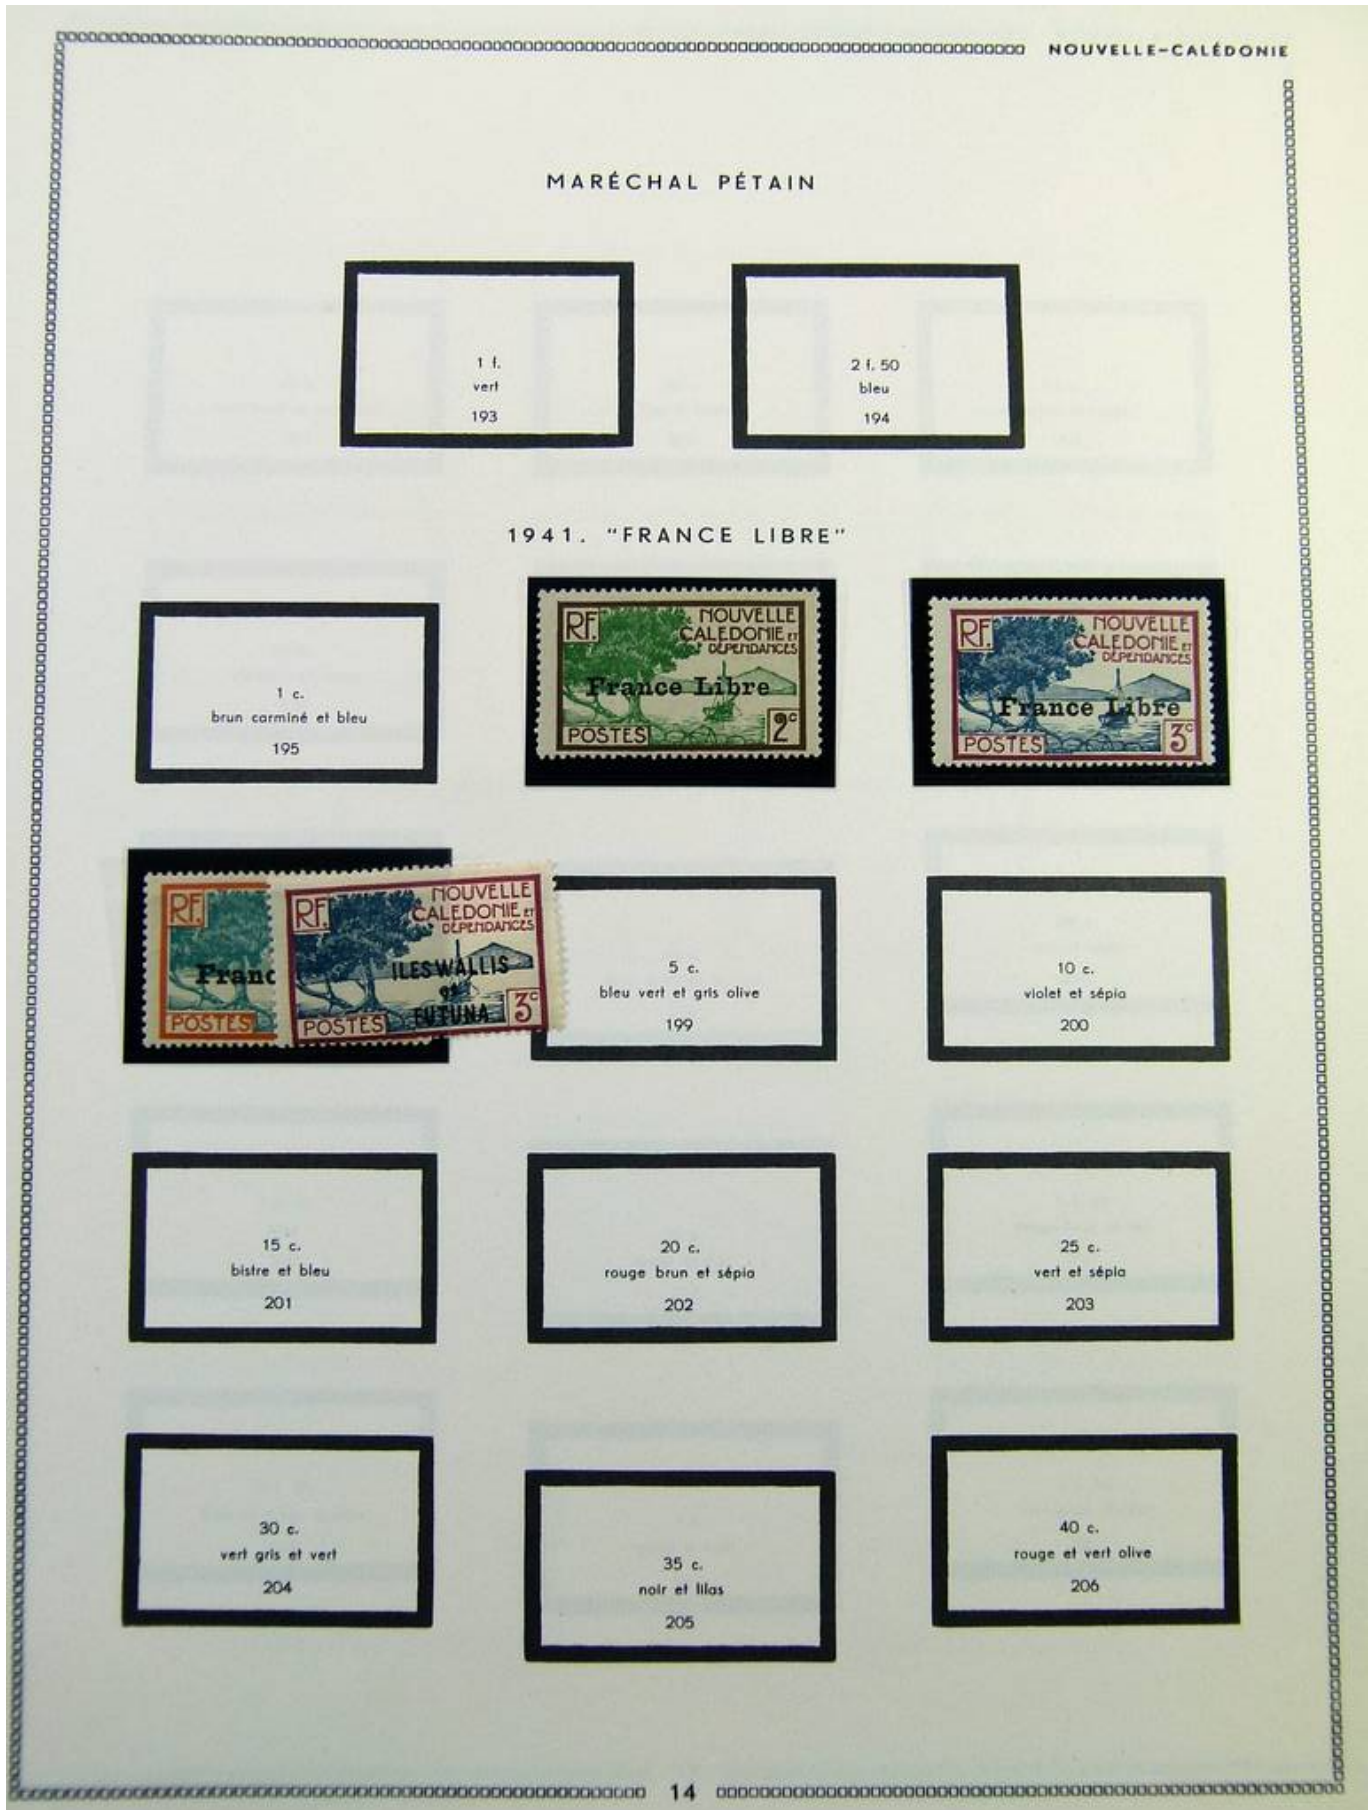 NOUVELLE-CALÉDONIE
MARÉCHAL PÉTAIN
1 f.
vert
193
2 f. 50
bleu
194
1941. "FRANCE LIBRE"
1 c.
brun carminé et bleu
195
RF.
NOUVELLE
CALEDONIE ET
DÉPENDANCES
France Libre
POSTES
2c
RF.
NOUVELLE
CALEDONIE ET
DÉPENDANCES
France Libre
POSTES
3c
RF.
Franc
POSTES
RF.
NOUVELLE
CALEDONIE ET
DÉPENDANCES
ILES WALLIS
et
FUTUNA
POSTES
3c
5 c.
bleu vert et gris olive
199
10 c.
violet et sépia
200
15 c.
bistre et bleu
201
20 c.
rouge brun et sépia
202
25 c.
vert et sépia
203
30 c.
vert gris et vert
204
35 c.
noir et lilas
205
40 c.
rouge et vert olive
206
14